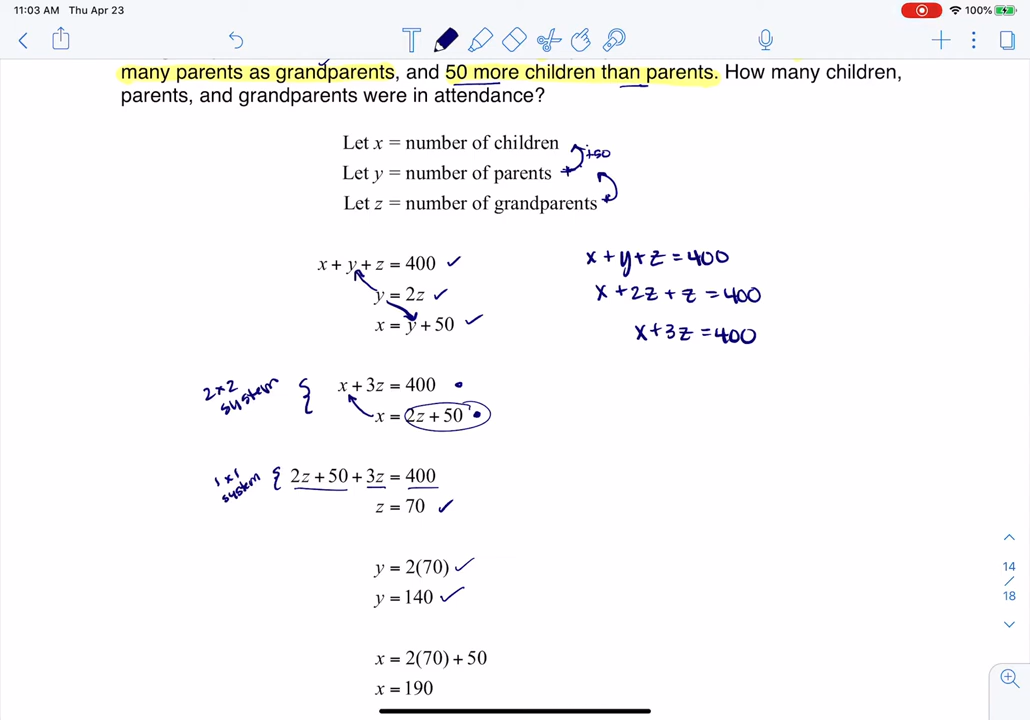 11:03 AM Thu Apr 23
100%
many parents as grandparents, and 50 more children than parents. How many children,
parents, and grandparents were in attendance?
Let x = number of children
+50
Let y = number of parents
Let z = number of grandparents
x + y + z = 400
y = 2z
x = y + 50
x + y + z = 400
x + 2z + z = 400
x + 3z = 400
2x2 system { x + 3z = 400
x = 2z + 50
1x1 system { 2z + 50 + 3z = 400
z = 70
y = 2(70)
y = 140
x = 2(70) + 50
x = 190
14
/
18